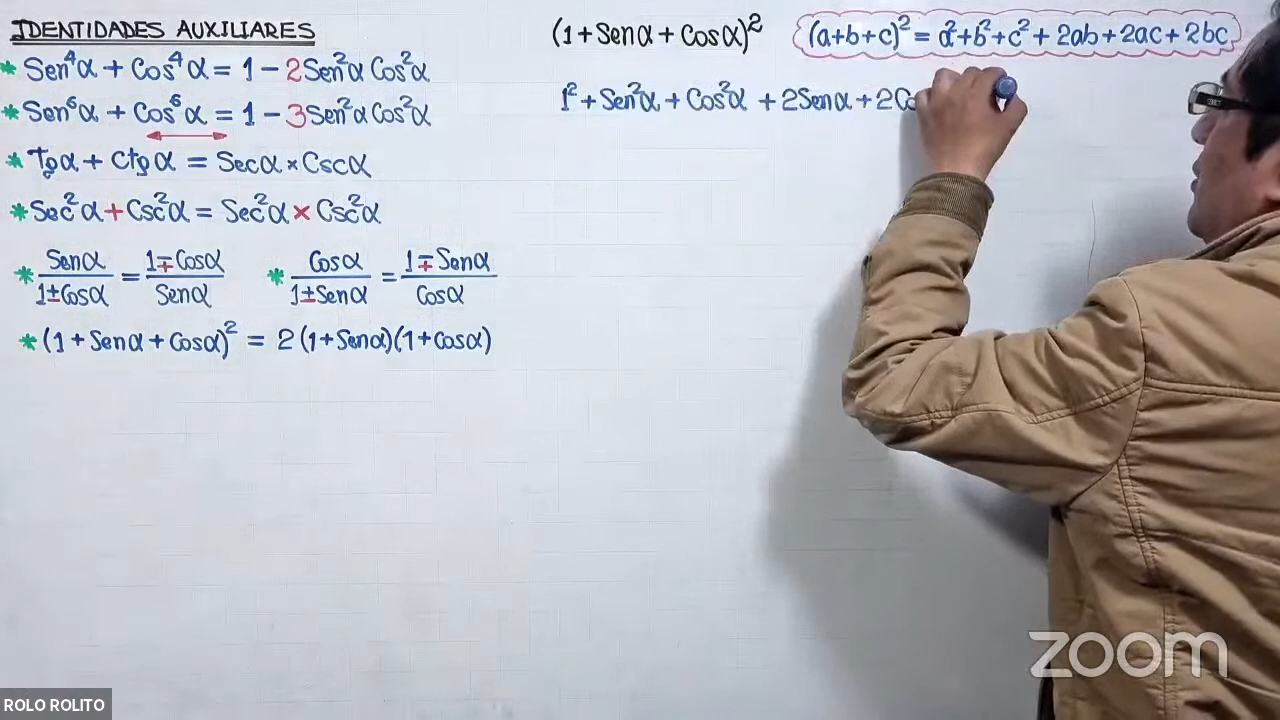 IDENTIDADES AUXILIARES
* Sen⁴α + Cos⁴α = 1 - 2Sen²α Cos²α
* Sen⁶α + Cos⁶α = 1 - 3Sen²α Cos²α
* Tgα + Ctgα = Secα × Cscα
* Sec²α + Csc²α = Sec²α × Csc²α
* Senα / 1±Cosα = 1∓Cosα / Senα * Cosα / 1±Senα = 1∓Senα / Cosα
* (1 + Senα + Cosα)² = 2(1+Senα)(1+Cosα)
(1 + Senα + Cosα)² (a+b+c)² = a²+b²+c² + 2ab + 2ac + 2bc
1² + Sen²α + Cos²α + 2Senα + 2Co
zoom
ROLO ROLITO